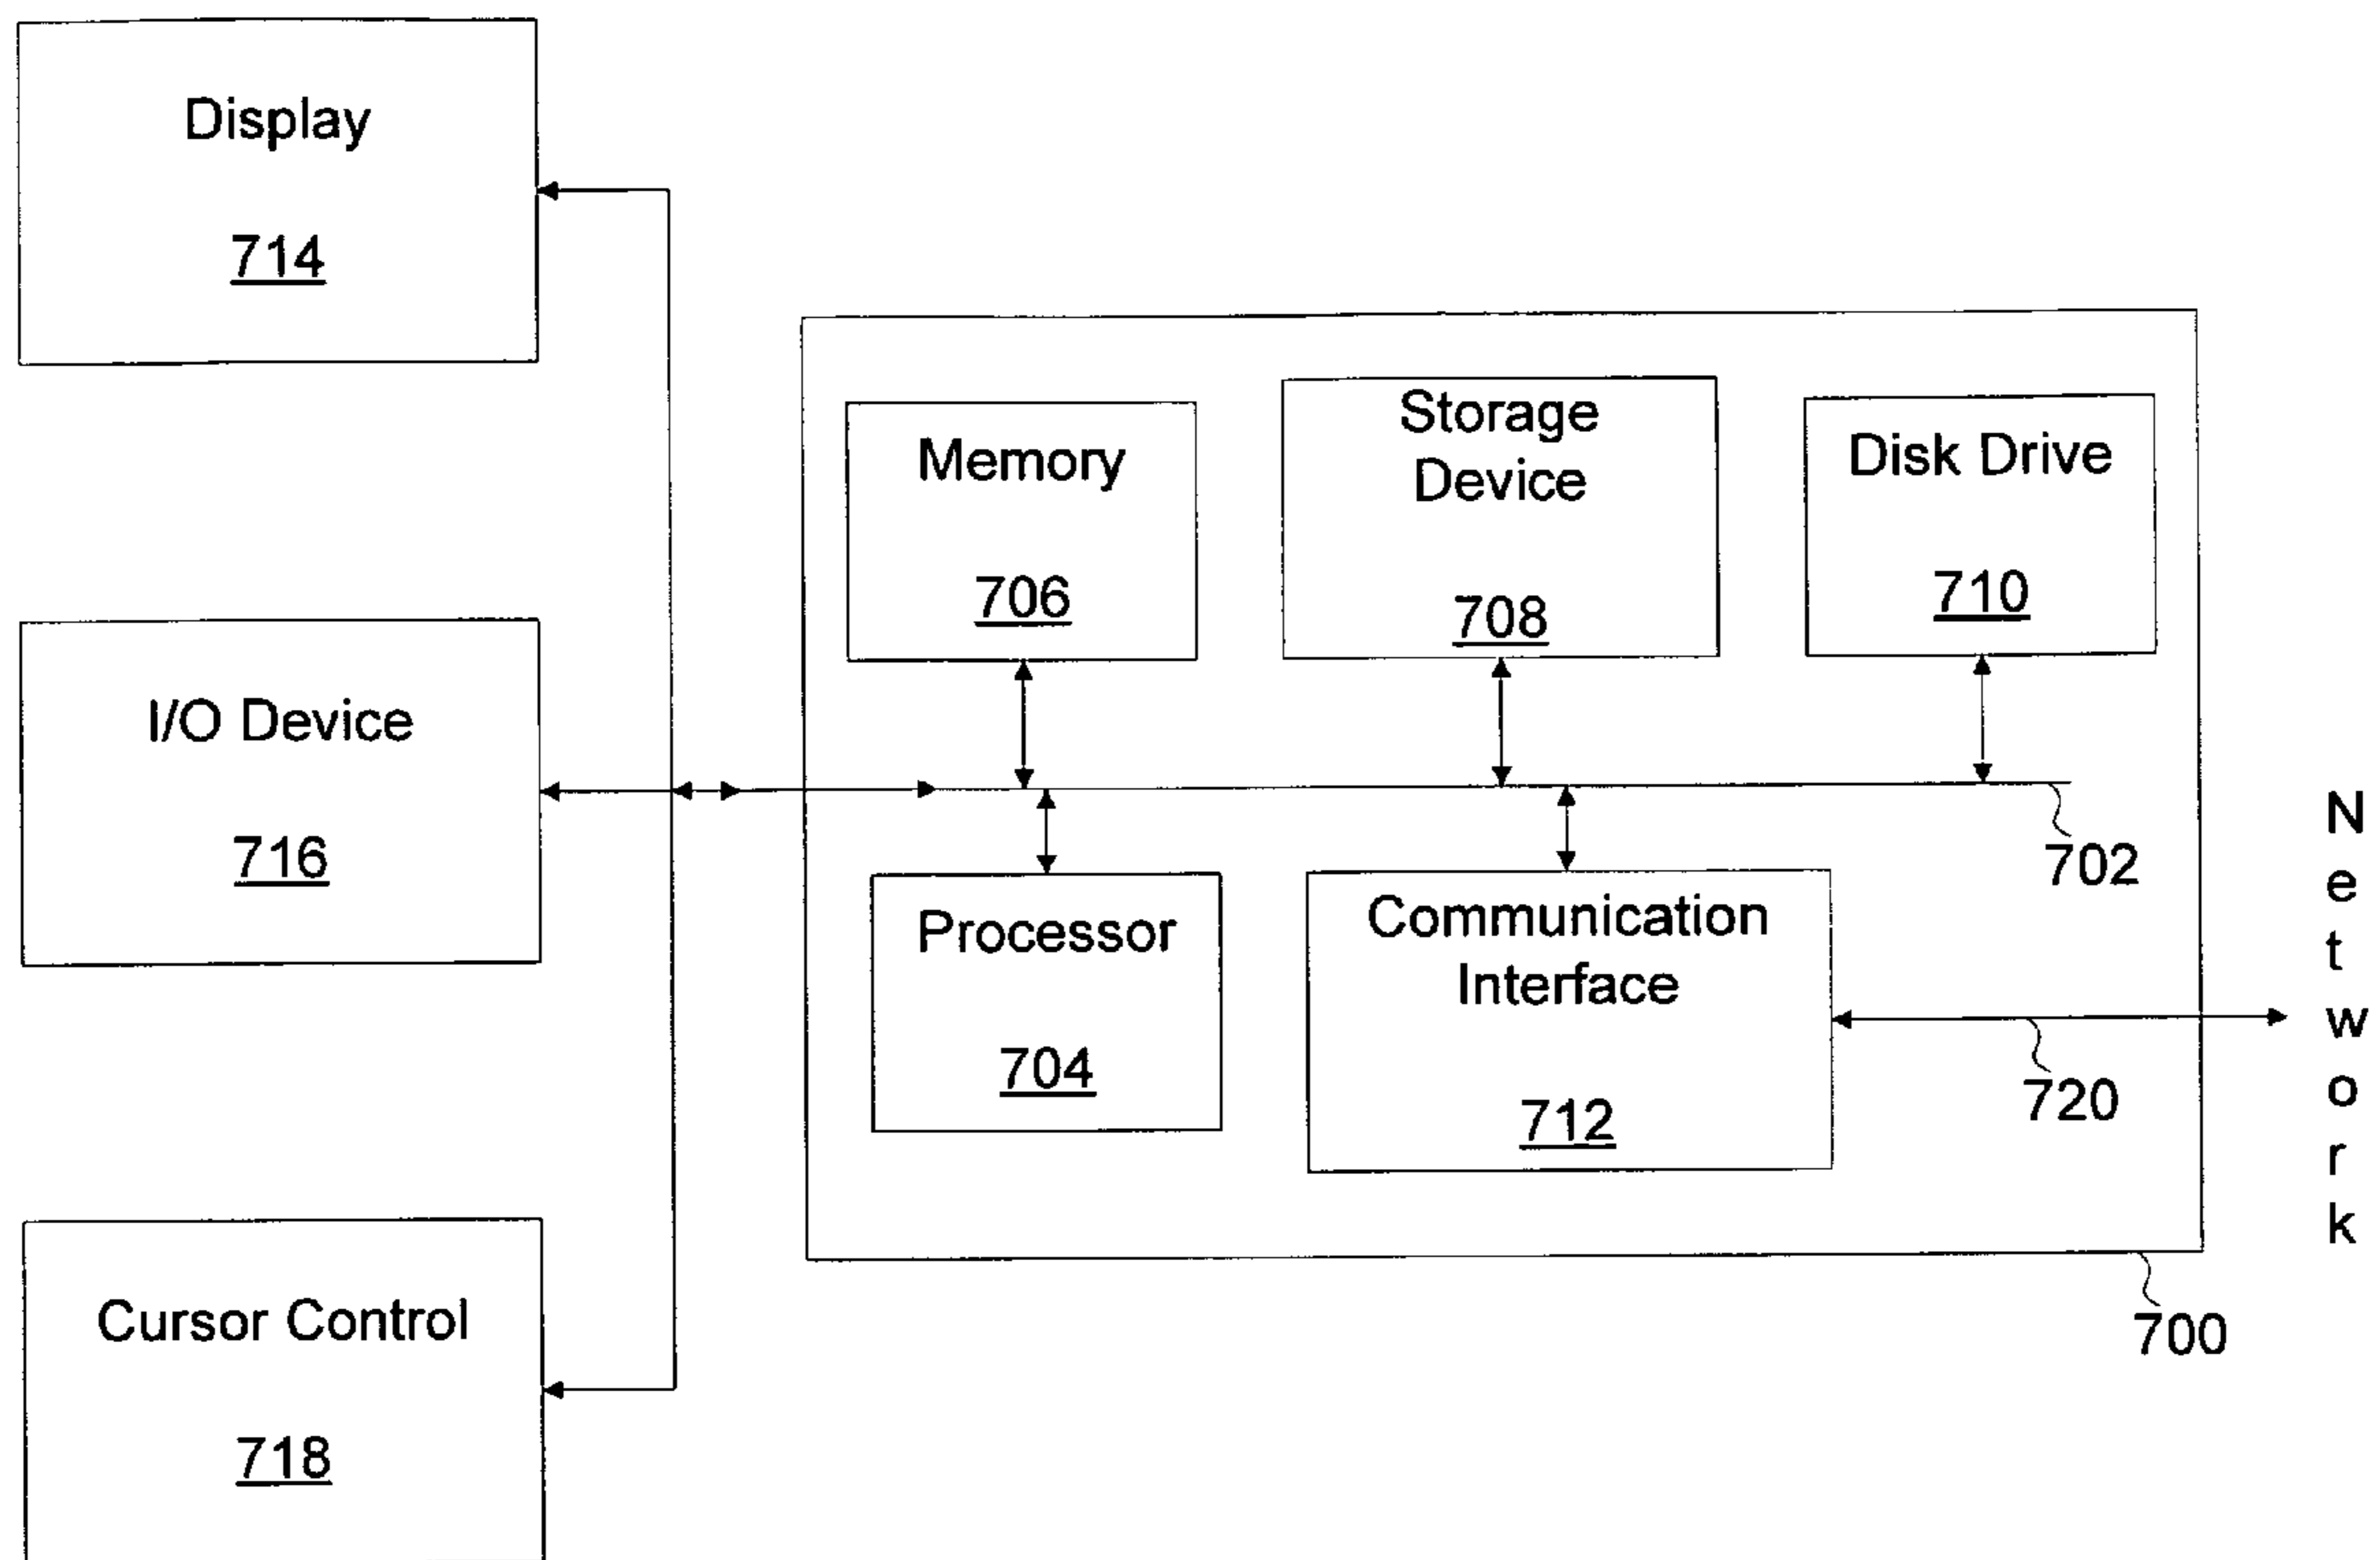 Display
714
Memory
706
Storage
Device
708
Disk Drive
710
I/O Device
716
702
Processor
704
Communication
Interface
712
720
Network
Cursor Control
718
700